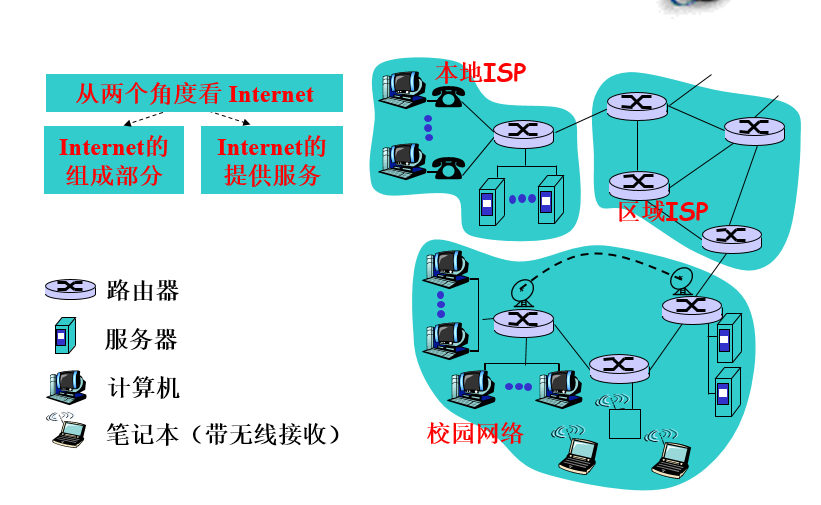 从两个角度看 Internet
Internet的
组成部分
Internet的
提供服务
本地ISP
区域ISP
校园网络
路由器
服务器
计算机
笔记本（带无线接收）